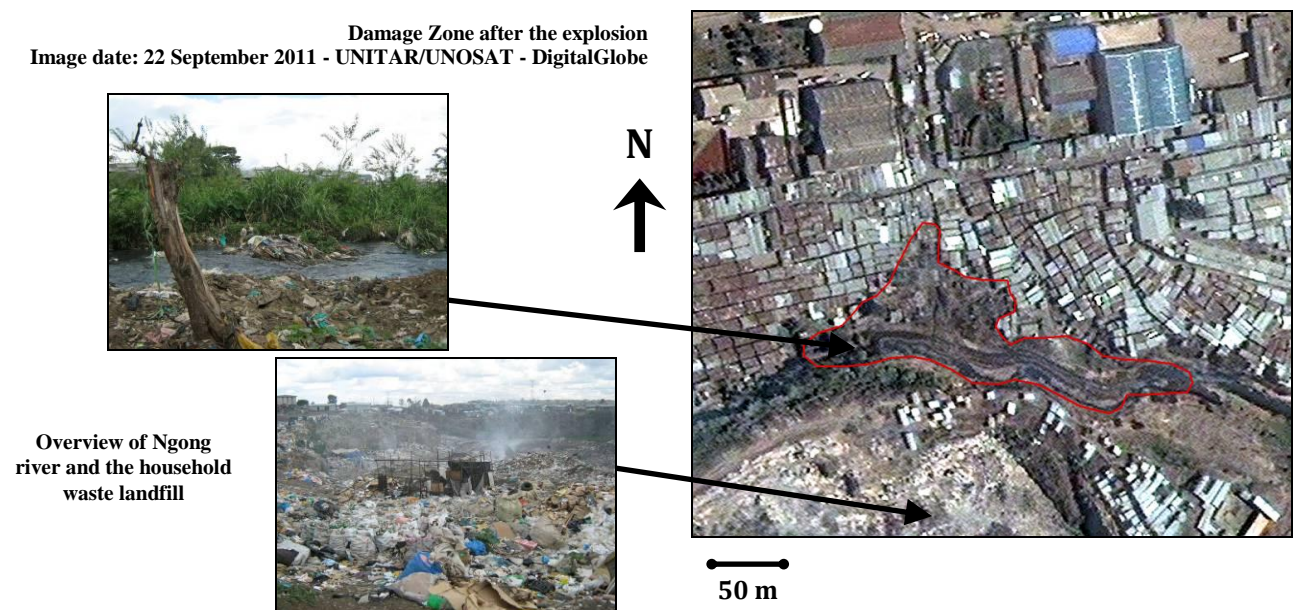 Damage Zone after the explosion
Image date: 22 September 2011 - UNITAR/UNOSAT - DigitalGlobe
N
Overview of Ngong
river and the household
waste landfill
50 m